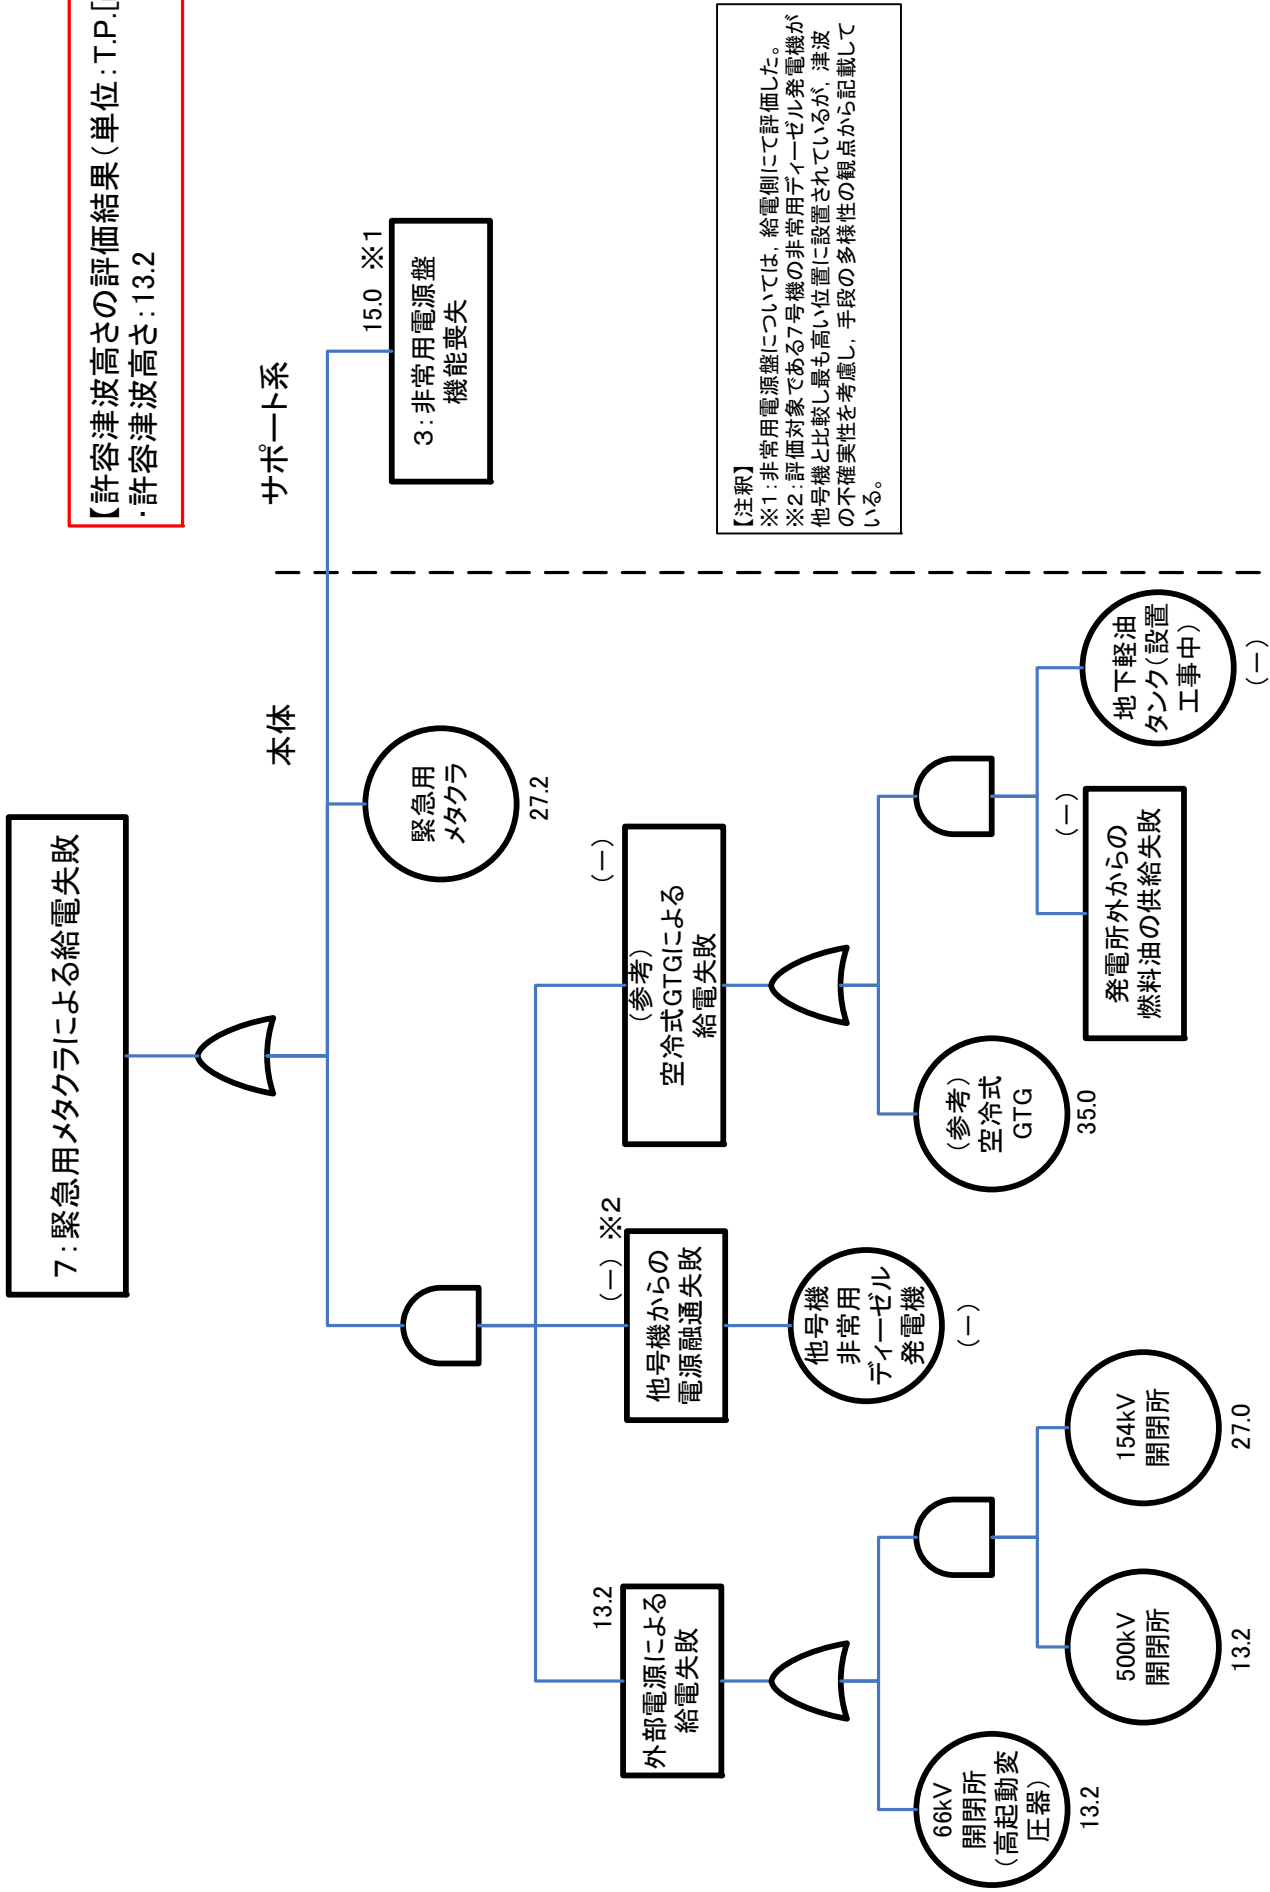 【許容津波高さの評価結果（単位：T.P.[
・許容津波高さ：13.2
7：緊急用メタクラによる給電失敗
本体
サポート系
緊急用
メタクラ
27.2
15.0 ※1
3：非常用電源盤
機能喪失
13.2
外部電源による
給電失敗
(－) ※2
他号機からの
電源融通失敗
(－)
(参考)
空冷式GTGによる
給電失敗
66kV
開閉所
(高起動変
圧器)
13.2
500kV
開閉所
13.2
154kV
開閉所
27.0
他号機
非常用
ディーゼル
発電機
(－)
(参考)
空冷式
GTG
35.0
(－)
発電所外からの
燃料油の供給失敗
地下軽油
タンク(設置
工事中)
(－)
【注釈】
※1：非常用電源盤については，給電側にて評価した。
※2：評価対象である7号機の非常用ディーゼル発電機が
他号機と比較し最も高い位置に設置されているが，津波
の不確実性を考慮し，手段の多様性の観点から記載して
いる。